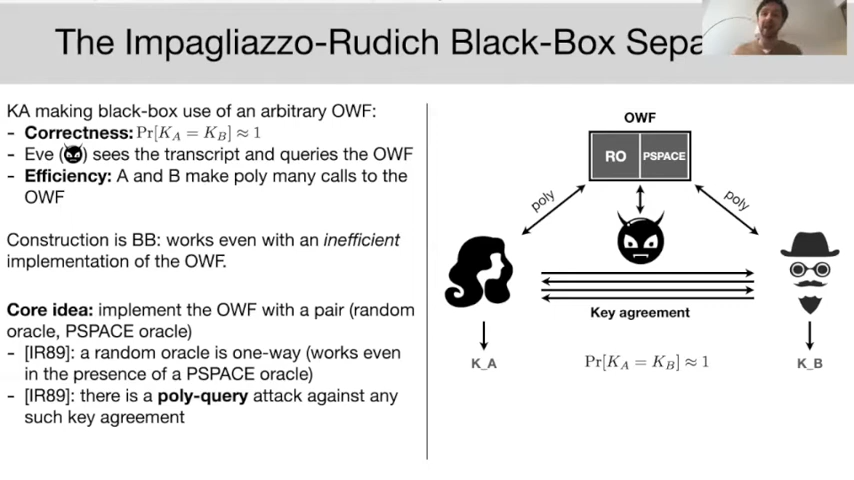 The Impagliazzo-Rudich Black-Box Sepa
KA making black-box use of an arbitrary OWF:
- Correctness: Pr[K_A = K_B] ≈ 1
- Eve ( ) sees the transcript and queries the OWF
- Efficiency: A and B make poly many calls to the
OWF
Construction is BB: works even with an inefficient
implementation of the OWF.
Core idea: implement the OWF with a pair (random
oracle, PSPACE oracle)
- [IR89]: a random oracle is one-way (works even
in the presence of a PSPACE oracle)
- [IR89]: there is a poly-query attack against any
such key agreement
OWF
RO PSPACE
poly
poly
Key agreement
K_A
Pr[K_A = K_B] ≈ 1
K_B